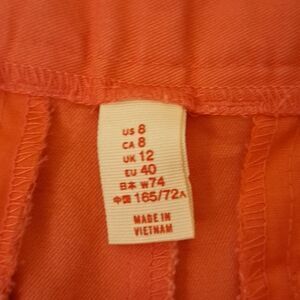 US 8
CA 8
UK 12
EU 40
日本 W74
中国 165/72A
MADE IN
VIETNAM